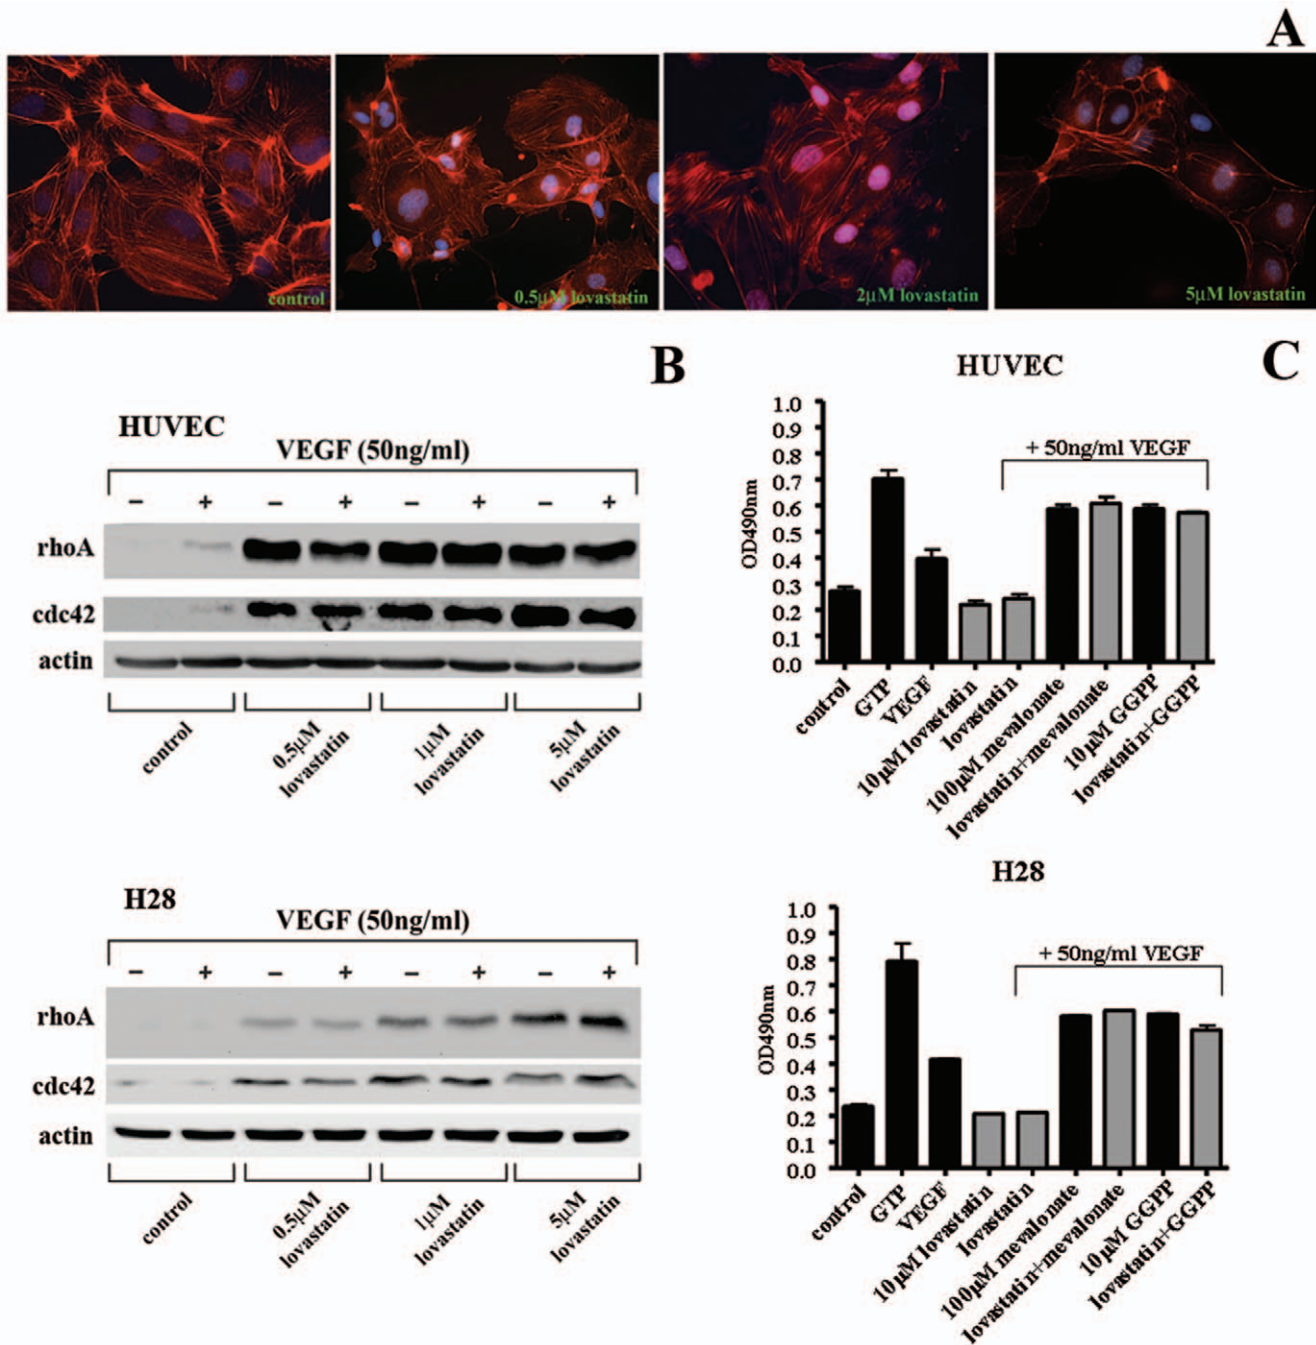 A
control
0.5μM lovastatin
2μM lovastatin
5μM lovastatin
B
HUVEC
VEGF (50ng/ml)
− + − + − + − +
rhoA
cdc42
actin
control
0.5μM
lovastatin
1μM
lovastatin
5μM
lovastatin
H28
VEGF (50ng/ml)
− + − + − + − +
rhoA
cdc42
actin
control
0.5μM
lovastatin
1μM
lovastatin
5μM
lovastatin
C
HUVEC
+ 50ng/ml VEGF
OD490nm
1.0
0.9
0.8
0.7
0.6
0.5
0.4
0.3
0.2
0.1
0.0
control
GTP
VEGF
10μM lovastatin
lovastatin
100μM mevalonate
lovastatin+mevalonate
10μM GGPP
lovastatin+GGPP
H28
+ 50ng/ml VEGF
OD490nm
1.0
0.9
0.8
0.7
0.6
0.5
0.4
0.3
0.2
0.1
0.0
control
GTP
VEGF
10μM lovastatin
lovastatin
100μM mevalonate
lovastatin+mevalonate
10μM GGPP
lovastatin+GGPP